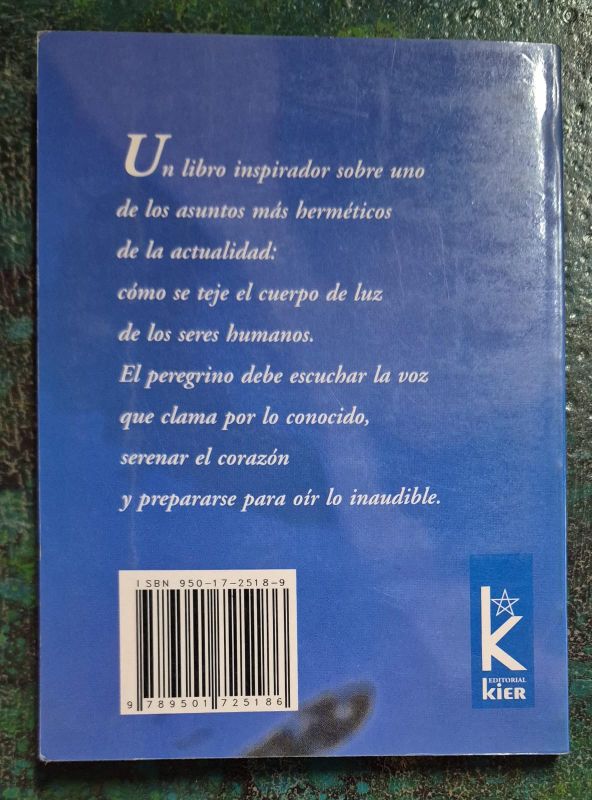 Un libro inspirador sobre uno
de los asuntos más herméticos
de la actualidad:
cómo se teje el cuerpo de luz
de los seres humanos.
El peregrino debe escuchar la voz
que clama por lo conocido,
serenar el corazón
y prepararse para oír lo inaudible.
ISBN 950-17-2518-9
9 789501 725186
k
EDITORIAL
kier